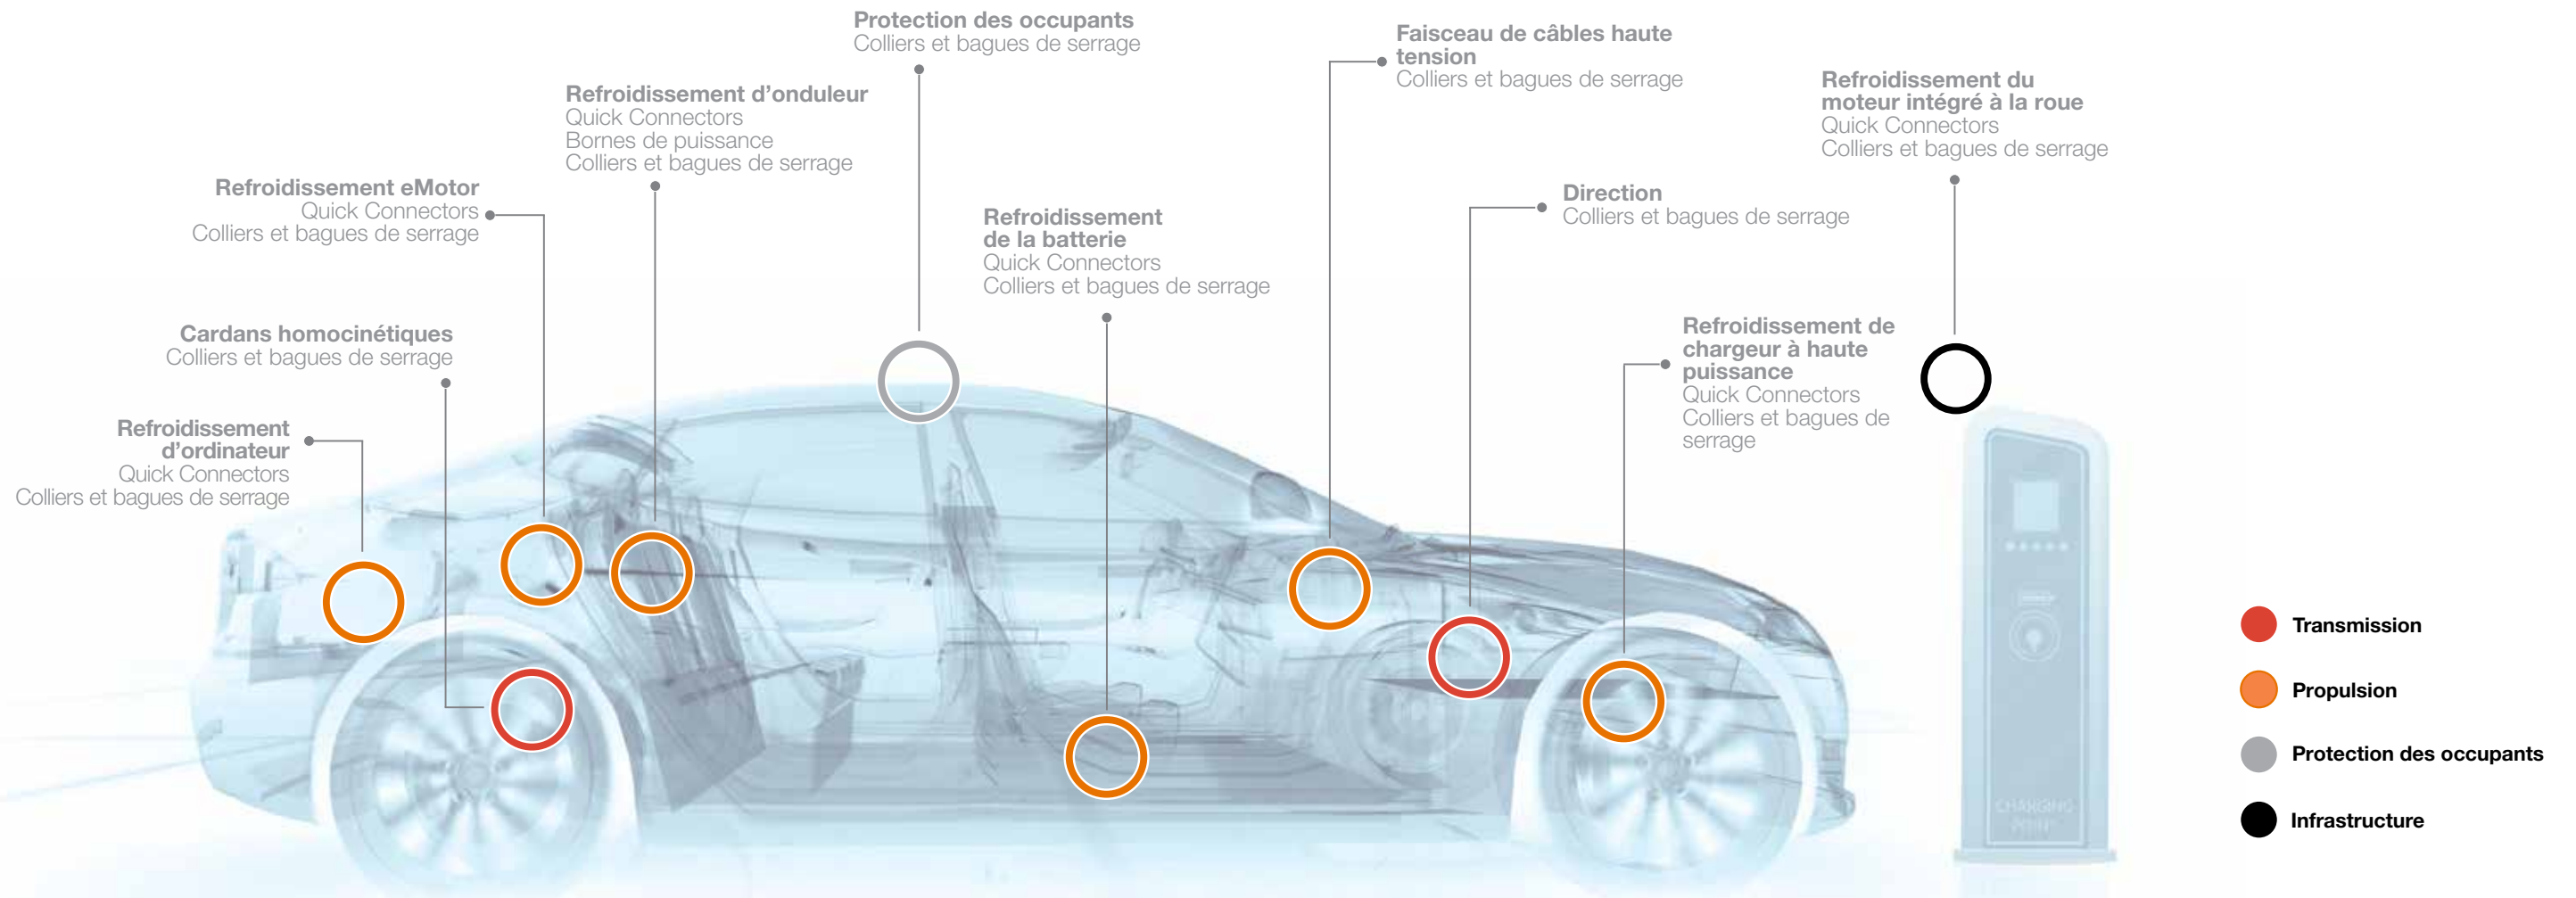 Protection des occupants
Colliers et bagues de serrage
Faisceau de câbles haute
tension
Colliers et bagues de serrage
Refroidissement du
moteur intégré à la roue
Quick Connectors
Colliers et bagues de serrage
Refroidissement d’onduleur
Quick Connectors
Bornes de puissance
Colliers et bagues de serrage
Refroidissement eMotor
Quick Connectors
Colliers et bagues de serrage
Direction
Colliers et bagues de serrage
Refroidissement
de la batterie
Quick Connectors
Colliers et bagues de serrage
Cardans homocinétiques
Colliers et bagues de serrage
Refroidissement de
chargeur à haute
puissance
Quick Connectors
Colliers et bagues de
serrage
Refroidissement
d’ordinateur
Quick Connectors
Colliers et bagues de serrage
Transmission
Propulsion
Protection des occupants
Infrastructure
CHARGING
POINT